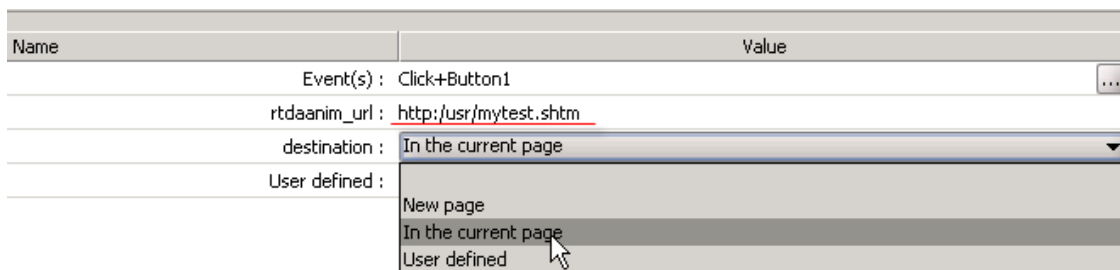 Name Value
Event(s) : Click+Button1 ...
rtdaanim_url : http:/usr/mytest.shtm
destination : In the current page
User defined :
New page
In the current page
User defined